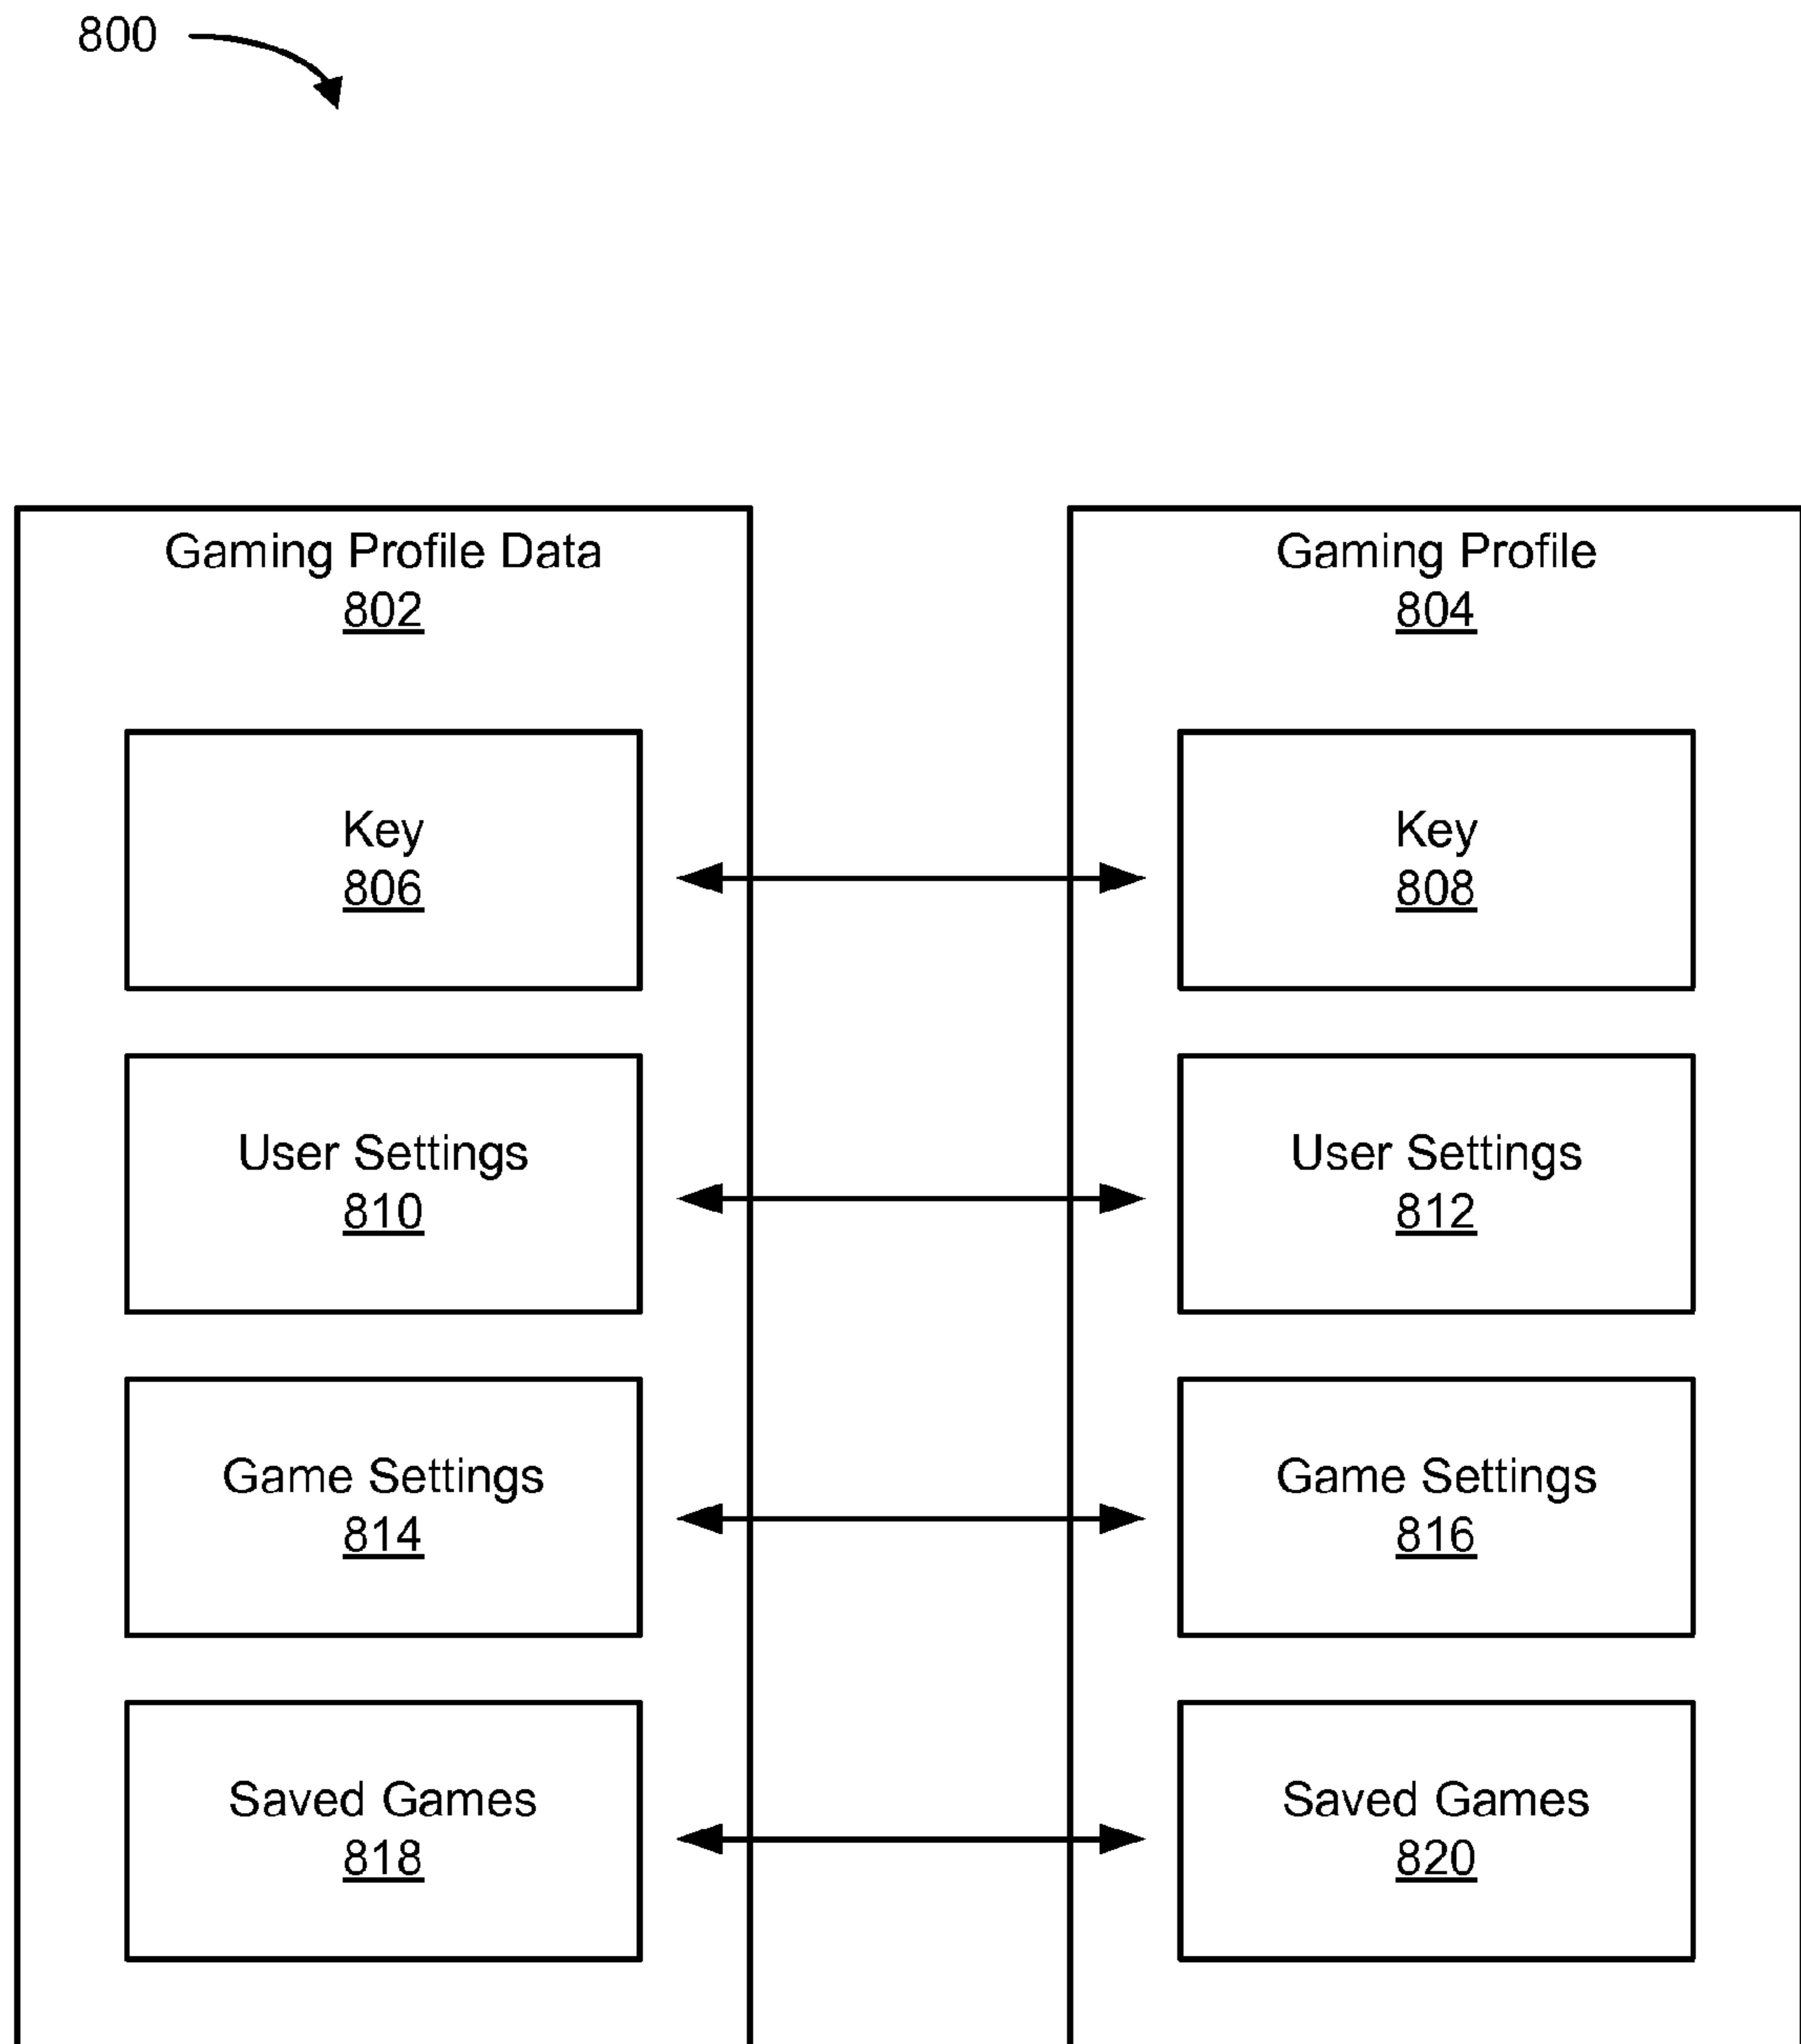 800
Gaming Profile Data
802
Key
806
User Settings
810
Game Settings
814
Saved Games
818
Gaming Profile
804
Key
808
User Settings
812
Game Settings
816
Saved Games
820